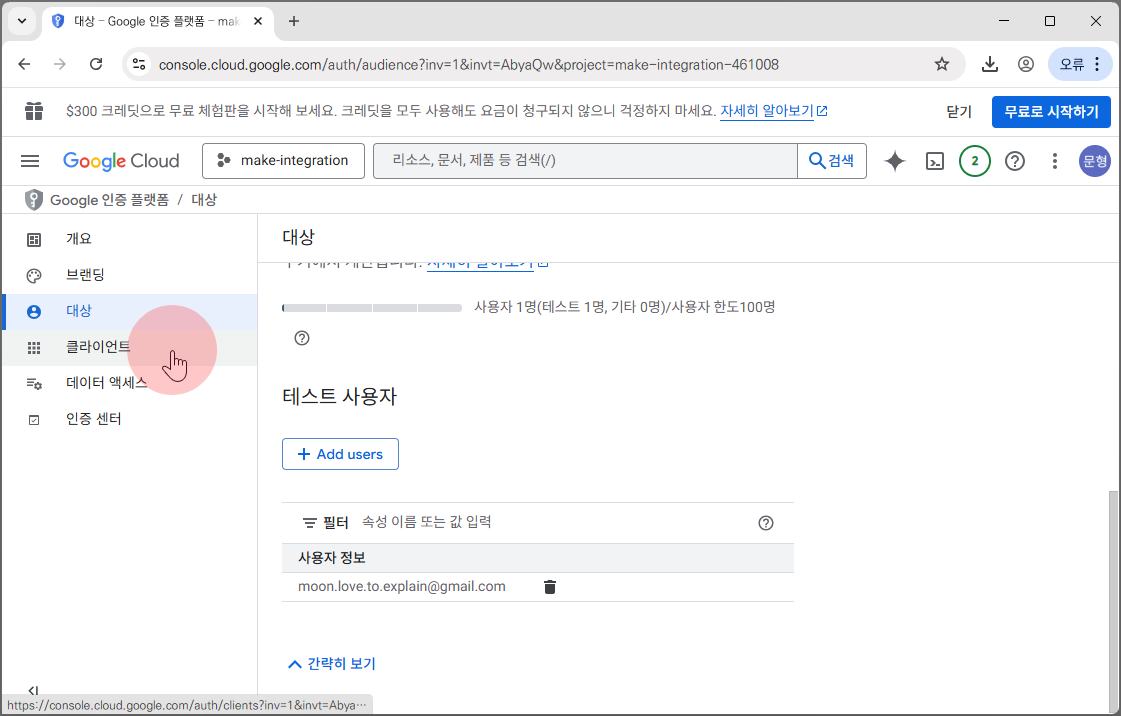 대상 – Google 인증 플랫폼 – mak
console.cloud.google.com/auth/audience?inv=1&invt=AbyaQw&project=make-integration-461008
오류
$300 크레딧으로 무료 체험판을 시작해 보세요. 크레딧을 모두 사용해도 요금이 청구되지 않으니 걱정하지 마세요. 자세히 알아보기
닫기
무료로 시작하기
Google Cloud
make-integration
리소스, 문서, 제품 등 검색(/)
검색
2
문형
Google 인증 플랫폼 / 대상
개요
브랜딩
대상
클라이언트
데이터 액세스
인증 센터
대상
자세히 알아보기
사용자 1명(테스트 1명, 기타 0명)/사용자 한도100명
테스트 사용자
Add users
필터 속성 이름 또는 값 입력
사용자 정보
moon.love.to.explain@gmail.com
간략히 보기
https://console.cloud.google.com/auth/clients?inv=1&invt=Abya…